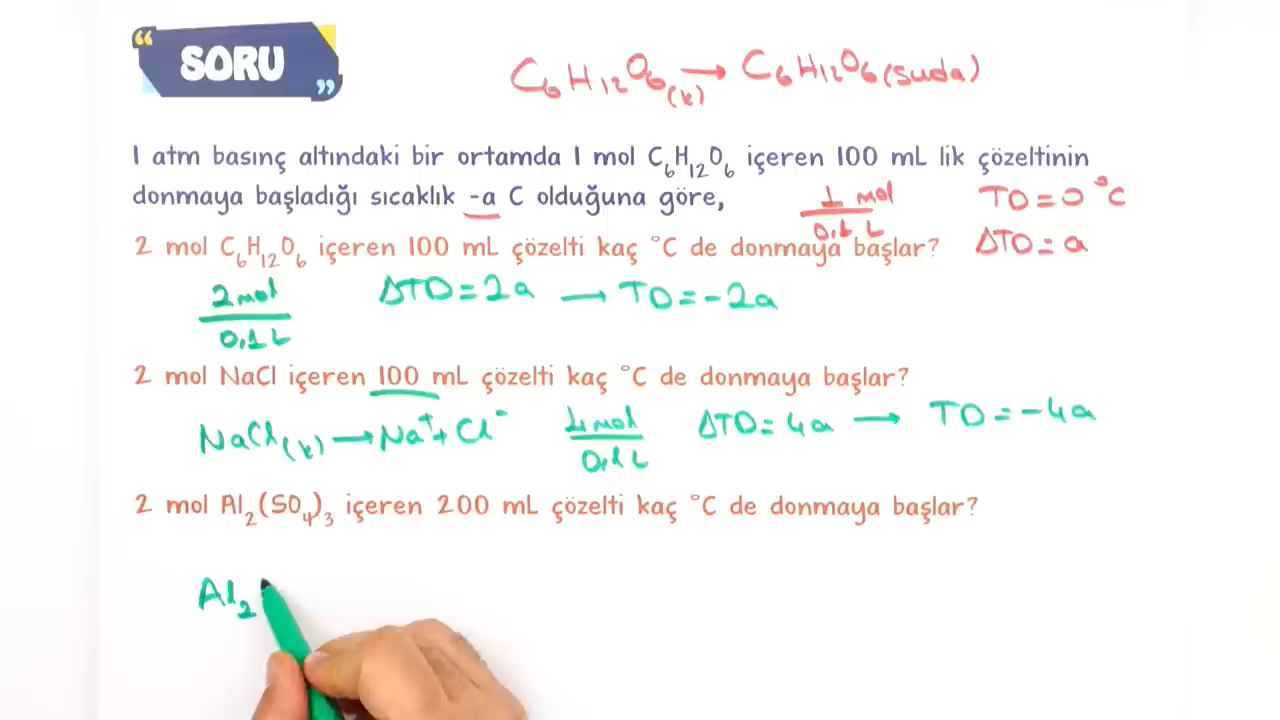 SORU
C₆H₁₂O₆(k) → C₆H₁₂O₆(suda)
1 atm basınç altındaki bir ortamda 1 mol C₆H₁₂O₆ içeren 100 mL lik çözeltinin
donmaya başladığı sıcaklık -a C olduğuna göre,
1 mol
0,1 L
TD = 0 °C
ΔTD = a
2 mol C₆H₁₂O₆ içeren 100 mL çözelti kaç °C de donmaya başlar?
2 mol
0,1 L
ΔTD = 2a → TD = -2a
2 mol NaCl içeren 100 mL çözelti kaç °C de donmaya başlar?
NaCl(k) → Na⁺ + Cl⁻
4 mol
0,1 L
ΔTD = 4a → TD = -4a
2 mol Al₂(SO₄)₃ içeren 200 mL çözelti kaç °C de donmaya başlar?
Al₂